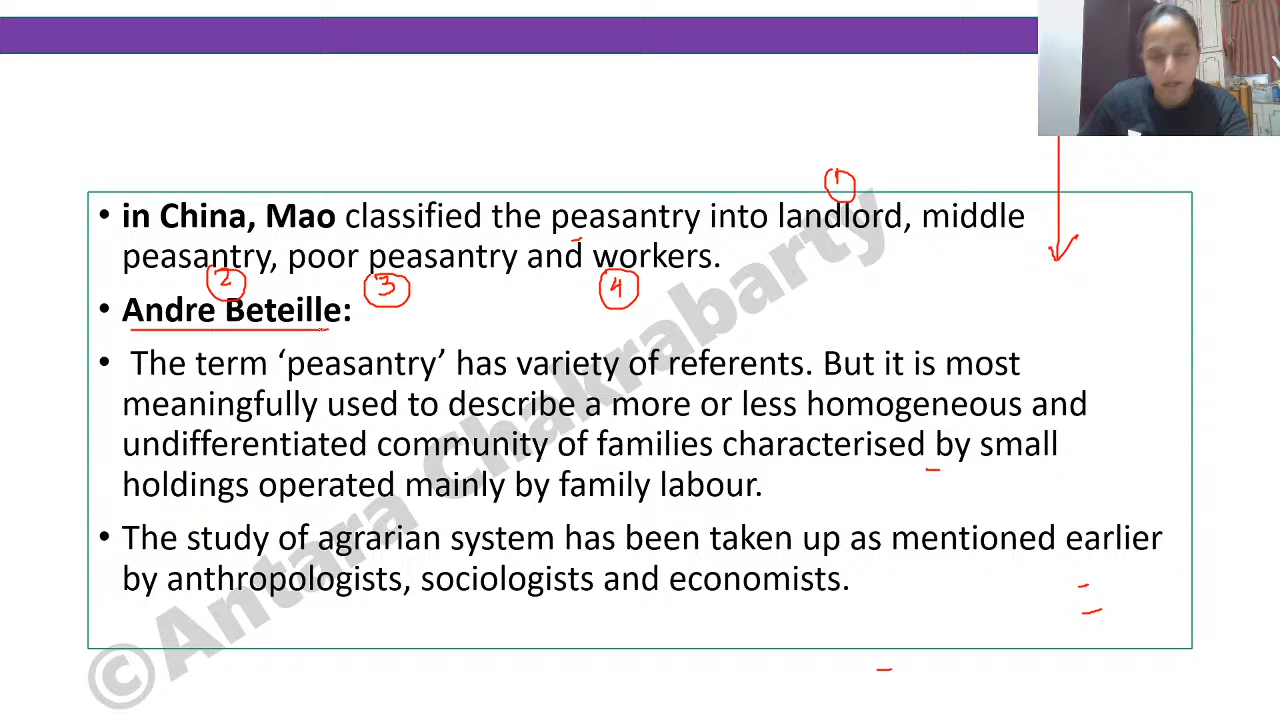 1
• in China, Mao classified the peasantry into landlord, middle
peasantry, poor peasantry and workers.
2 3 4
• Andre Beteille:
• The term ‘peasantry’ has variety of referents. But it is most
meaningfully used to describe a more or less homogeneous and
undifferentiated community of families characterised by small
holdings operated mainly by family labour.
• The study of agrarian system has been taken up as mentioned earlier
by anthropologists, sociologists and economists.
©Antara Chakrabarty